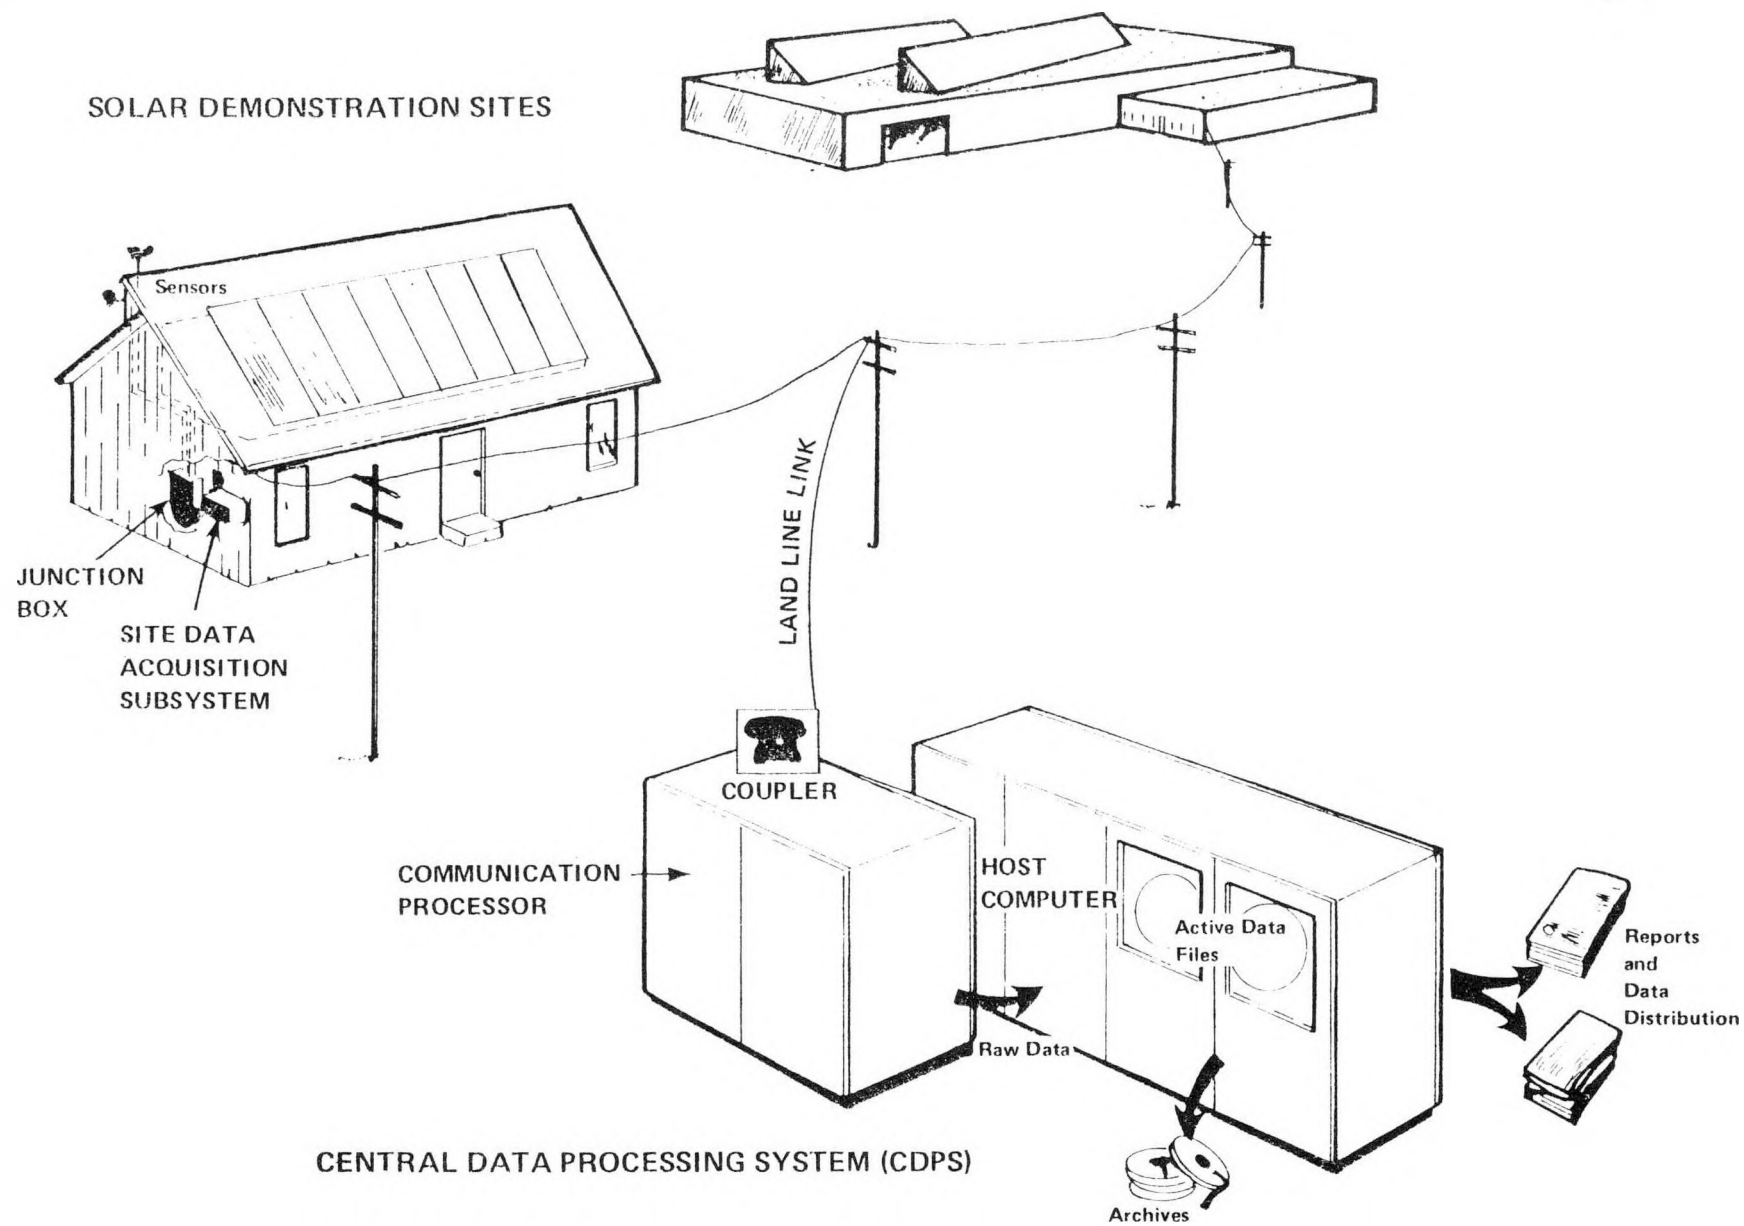 SOLAR DEMONSTRATION SITES
Sensors
JUNCTION
BOX
SITE DATA
ACQUISITION
SUBSYSTEM
LAND LINE LINK
COUPLER
COMMUNICATION
PROCESSOR
HOST
COMPUTER
Active Data
Files
Raw Data
Reports
and
Data
Distribution
Archives
CENTRAL DATA PROCESSING SYSTEM (CDPS)